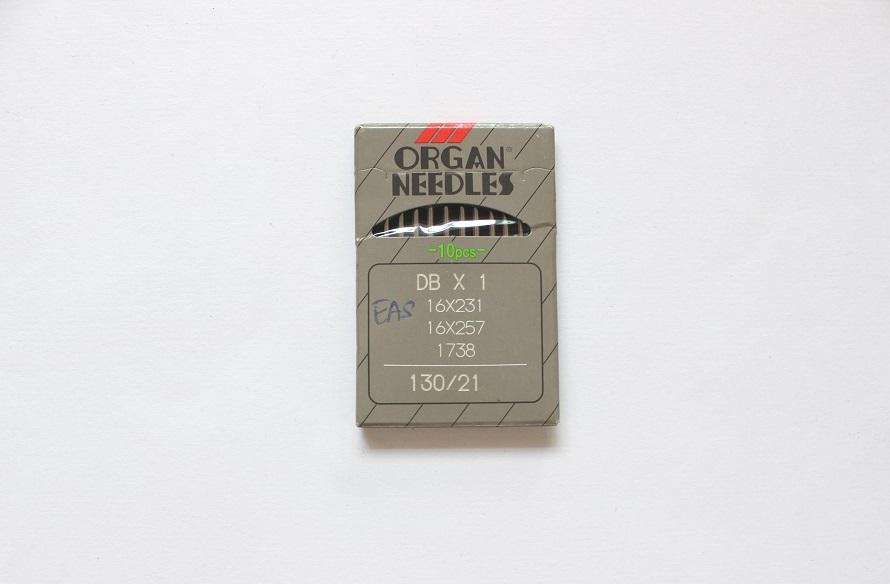 ORGAN®
NEEDLES
-10pcs-
DB X 1
EAS 16X231
16X257
1738
130/21